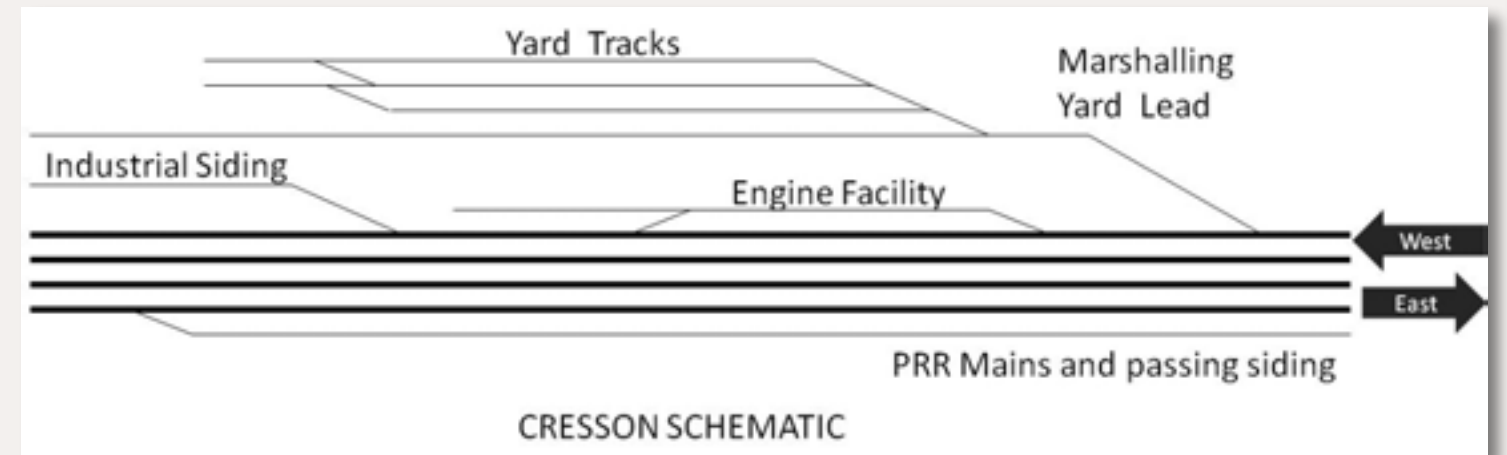 Yard Tracks
Marshalling
Yard Lead
Industrial Siding
Engine Facility
West
East
PRR Mains and passing siding
CRESSON SCHEMATIC